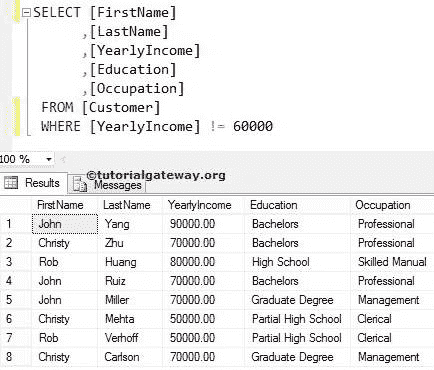 SELECT [FirstName]
,[LastName]
,[YearlyIncome]
,[Education]
,[Occupation]
FROM [Customer]
WHERE [YearlyIncome] != 60000
100 %
©tutorialgateway.org
Results Messages
FirstName LastName YearlyIncome Education Occupation
1 John Yang 90000.00 Bachelors Professional
2 Christy Zhu 70000.00 Bachelors Professional
3 Rob Huang 80000.00 High School Skilled Manual
4 John Ruiz 70000.00 Bachelors Professional
5 John Miller 70000.00 Graduate Degree Management
6 Christy Mehta 50000.00 Partial High School Clerical
7 Rob Verhoff 50000.00 Partial High School Clerical
8 Christy Carlson 70000.00 Graduate Degree Management